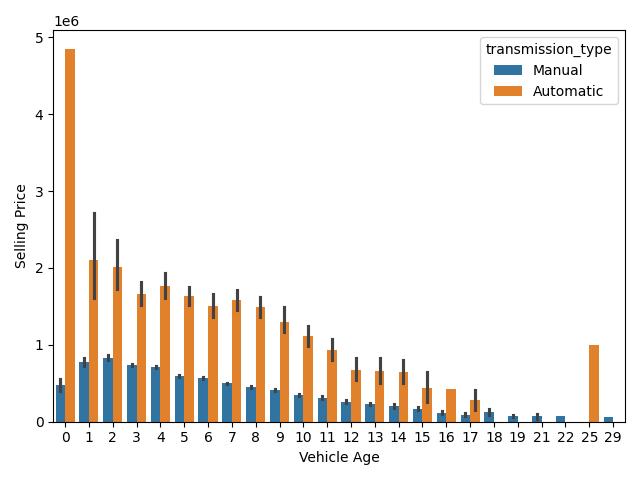 1e6
5
4
3
2
1
0
Selling Price
transmission_type
Manual
Automatic
0 1 2 3 4 5 6 7 8 9 10 11 12 13 14 15 16 17 18 19 21 22 25 29
Vehicle Age